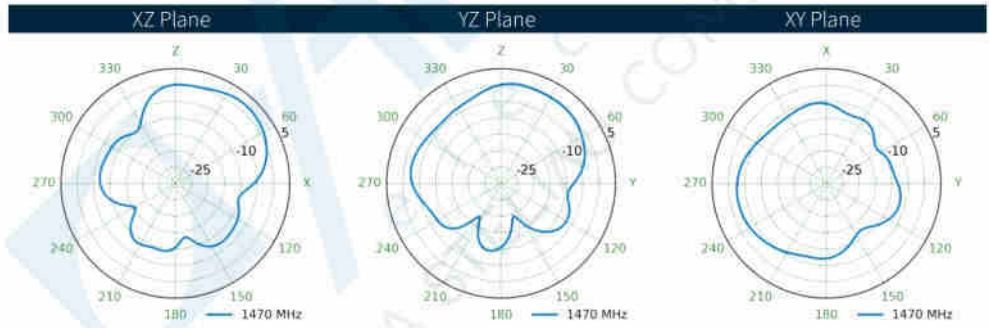 XZ Plane YZ Plane XY Plane
Z Z X
330 30 330 30 330 30
300 60 300 60 300 60
5 5 5
-10 -10 -10
-25 -25 -25
270 X 270 Y 270 Y
240 120 240 120 240 120
210 150 210 150 210 150
180 180 180
1470 MHz 1470 MHz 1470 MHz